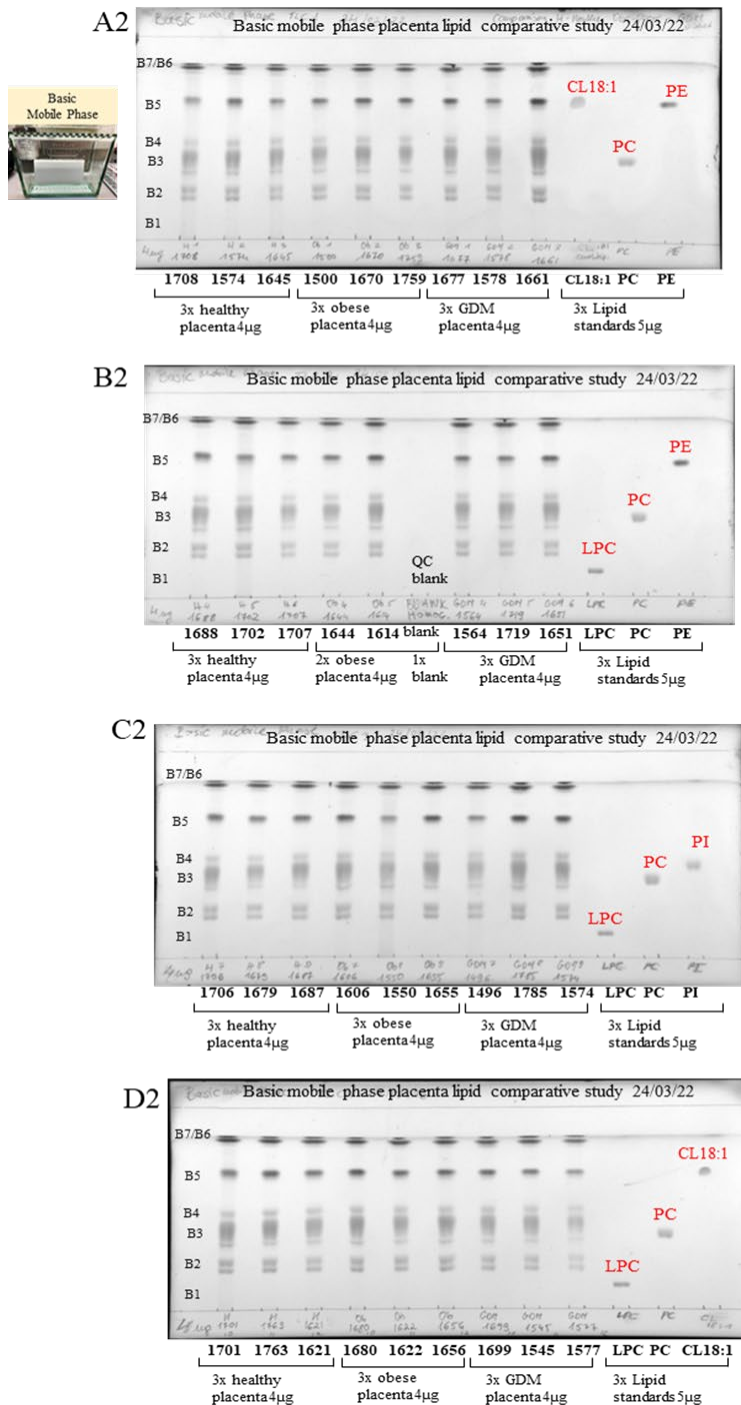 A2
Basic mobile phase placenta lipid comparative study 24/03/22
Basic
Mobile Phase
B7/B6
B5
B4
B3
B2
B1
CL18:1
PC
PE
1708 1574 1645 1500 1670 1759 1677 1578 1661 CL18:1 PC PE
3x healthy placenta 4µg
3x obese placenta 4µg
3x GDM placenta 4µg
3x Lipid standards 5µg
B2
Basic mobile phase placenta lipid comparative study 24/03/22
B7/B6
B5
B4
B3
B2
B1
QC blank
LPC
PC
PE
1688 1702 1707 1644 1614 blank 1564 1719 1651 LPC PC PE
3x healthy placenta 4µg
2x obese placenta 4µg
1x blank
3x GDM placenta 4µg
3x Lipid standards 5µg
C2
Basic mobile phase placenta lipid comparative study 24/03/22
B7/B6
B5
B4
B3
B2
B1
LPC
PC
PI
1706 1679 1687 1606 1550 1655 1496 1785 1574 LPC PC PI
3x healthy placenta 4µg
3x obese placenta 4µg
3x GDM placenta 4µg
3x Lipid standards 5µg
D2
Basic mobile phase placenta lipid comparative study 24/03/22
B7/B6
B5
B4
B3
B2
B1
LPC
PC
CL18:1
1701 1763 1621 1680 1622 1656 1699 1545 1577 LPC PC CL18:1
3x healthy placenta 4µg
3x obese placenta 4µg
3x GDM placenta 4µg
3x Lipid standards 5µg